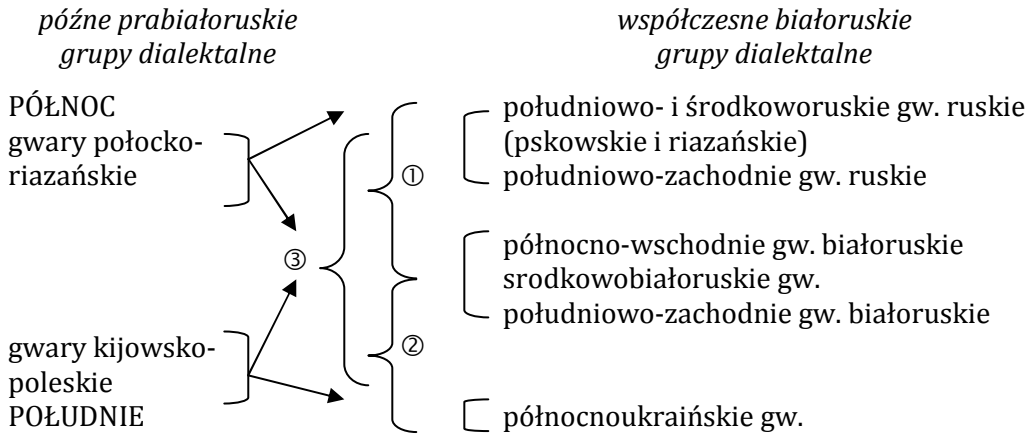 późne prabiałoruskie
grupy dialektalne
współczesne białoruskie
grupy dialektalne
PÓŁNOC
gwary połocko-
riazańskie
③
gwary kijowsko-
poleskie
POŁUDNIE
①
②
południowo- i środkoworuskie gw. ruskie
(pskowskie i riazańskie)
południowo-zachodnie gw. ruskie
północno-wschodnie gw. białoruskie
srodkowobiałoruskie gw.
południowo-zachodnie gw. białoruskie
północnoukraińskie gw.